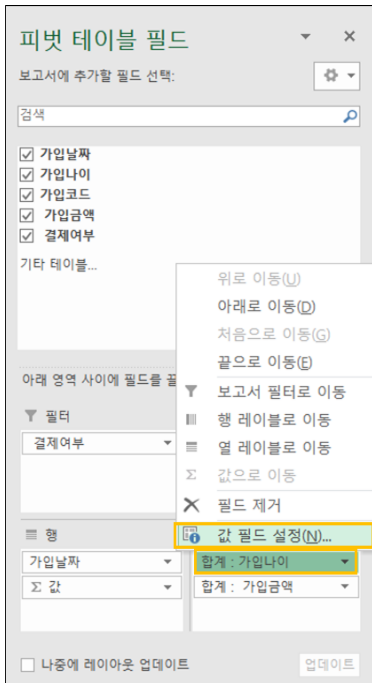 피벗 테이블 필드
보고서에 추가할 필드 선택:
검색
가입날짜
가입나이
가입코드
가입금액
결제여부
기타 테이블...
위로 이동(U)
아래로 이동(D)
처음으로 이동(G)
끝으로 이동(E)
보고서 필터로 이동
행 레이블로 이동
열 레이블로 이동
값으로 이동
필드 제거
값 필드 설정(N)...
아래 영역 사이에 필드를 끌
필터
결제여부
행
가입날짜
Σ 값
합계 : 가입나이
합계 : 가입금액
나중에 레이아웃 업데이트
업데이트